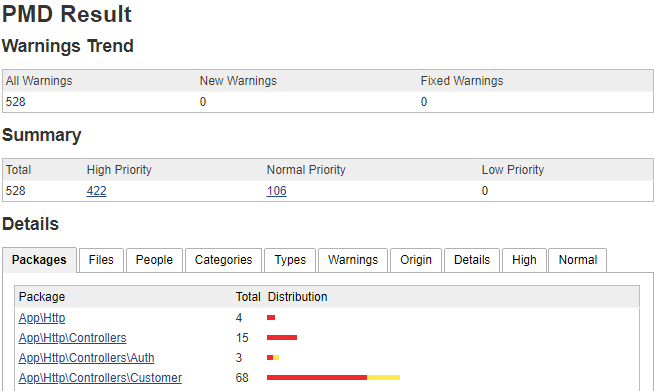 PMD Result
Warnings Trend
All Warnings New Warnings Fixed Warnings
528 0 0
Summary
Total High Priority Normal Priority Low Priority
528 422 106 0
Details
Packages Files People Categories Types Warnings Origin Details High Normal
Package Total Distribution
App\Http 4
App\Http\Controllers 15
App\Http\Controllers\Auth 3
App\Http\Controllers\Customer 68